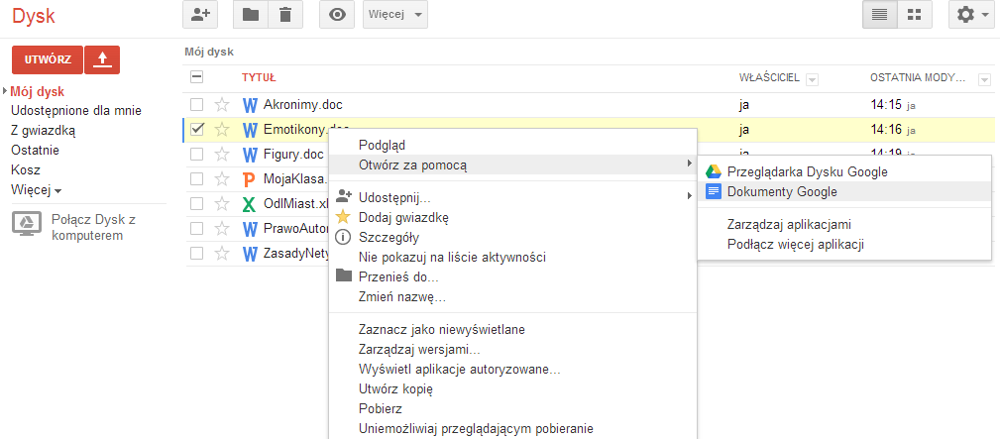 Dysk
Więcej
UTWÓRZ
Mój dysk
Udostępnione dla mnie
Z gwiazdką
Ostatnie
Kosz
Więcej
Połącz Dysk z
komputerem
Mój dysk
TYTUŁ WŁAŚCICIEL OSTATNIA MODY...
W Akronimy.doc ja 14:15 ja
W Emotikony.doc ja 14:16 ja
W Figury.doc ja 14:19 ja
P MojaKlasa.
X OdlMiast.xl
W PrawoAutor
W ZasadyNety
Podgląd
Otwórz za pomocą
Udostępnij...
Dodaj gwiazdkę
Szczegóły
Nie pokazuj na liście aktywności
Przenieś do...
Zmień nazwę...
Zaznacz jako niewyświetlane
Zarządzaj wersjami...
Wyświetl aplikacje autoryzowane...
Utwórz kopię
Pobierz
Uniemożliwiaj przeglądającym pobieranie
Przeglądarka Dysku Google
Dokumenty Google
Zarządzaj aplikacjami
Podłącz więcej aplikacji